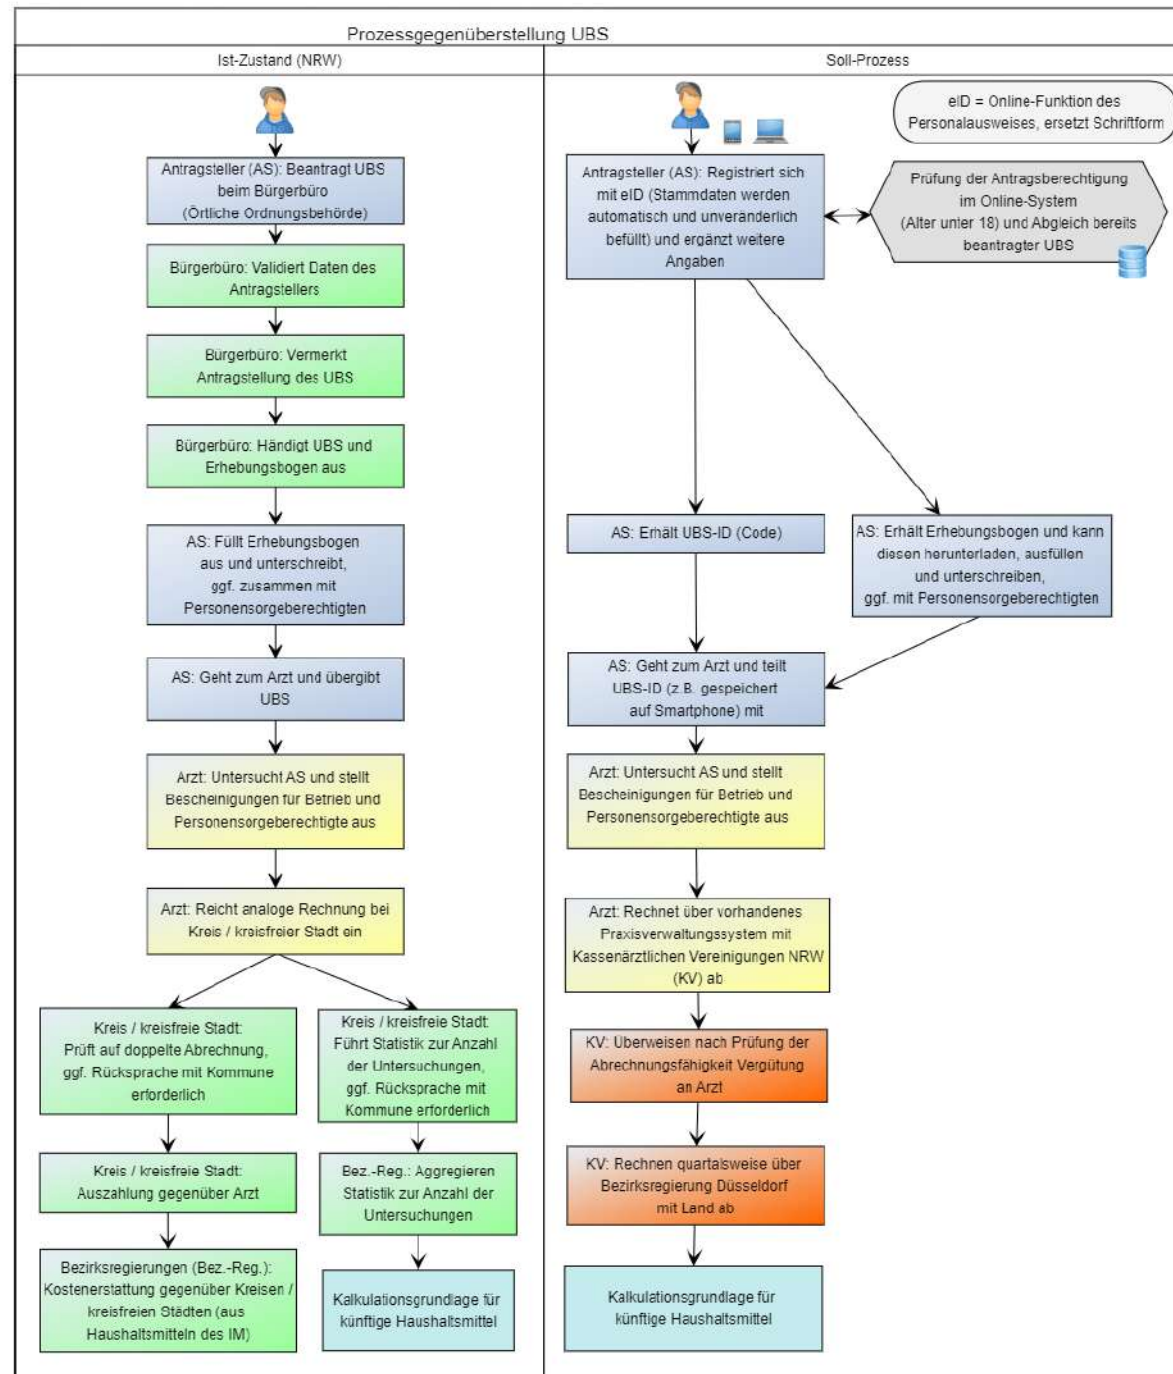 Prozessgegenüberstellung UBS
Ist-Zustand (NRW)
Antragsteller (AS): Beantragt UBS
beim Bürgerbüro
(Örtliche Ordnungsbehörde)
Bürgerbüro: Validiert Daten des
Antragstellers
Bürgerbüro: Vermerkt
Antragstellung des UBS
Bürgerbüro: Händigt UBS und
Erhebungsbogen aus
AS: Füllt Erhebungsbogen
aus und unterschreibt,
ggf. zusammen mit
Personensorgeberechtigten
AS: Geht zum Arzt und übergibt
UBS
Arzt: Untersucht AS und stellt
Bescheinigungen für Betrieb und
Personensorgeberechtigte aus
Arzt: Reicht analoge Rechnung bei
Kreis / kreisfreier Stadt ein
Kreis / kreisfreie Stadt:
Prüft auf doppelte Abrechnung,
ggf. Rücksprache mit Kommune
erforderlich
Kreis / kreisfreie Stadt:
Auszahlung gegenüber Arzt
Bezirksregierungen (Bez.-Reg.):
Kostenerstattung gegenüber Kreisen /
kreisfreien Städten (aus
Haushaltsmitteln des IM)
Kreis / kreisfreie Stadt:
Führt Statistik zur Anzahl
der Untersuchungen,
ggf. Rücksprache mit
Kommune erforderlich
Bez.-Reg.: Aggregieren
Statistik zur Anzahl der
Untersuchungen
Kalkulationsgrundlage für
künftige Haushaltsmittel
Soll-Prozess
eID = Online-Funktion des
Personalausweises, ersetzt Schriftform
Antragsteller (AS): Registriert sich
mit eID (Stammdaten werden
automatisch und unveränderlich
befüllt) und ergänzt weitere
Angaben
Prüfung der Antragsberechtigung
im Online-System
(Alter unter 18) und Abgleich bereits
beantragter UBS
AS: Erhält UBS-ID (Code)
AS: Erhält Erhebungsbogen und kann
diesen herunterladen, ausfüllen
und unterschreiben,
ggf. mit Personensorgeberechtigten
AS: Geht zum Arzt und teilt
UBS-ID (z.B. gespeichert
auf Smartphone) mit
Arzt: Untersucht AS und stellt
Bescheinigungen für Betrieb und
Personensorgeberechtigte aus
Arzt: Rechnet über vorhandenes
Praxisverwaltungssystem mit
Kassenärztlichen Vereinigungen NRW
(KV) ab
KV: Überweisen nach Prüfung der
Abrechnungsfähigkeit Vergütung
an Arzt
KV: Rechnen quartalsweise über
Bezirksregierung Düsseldorf
mit Land ab
Kalkulationsgrundlage für
künftige Haushaltsmittel